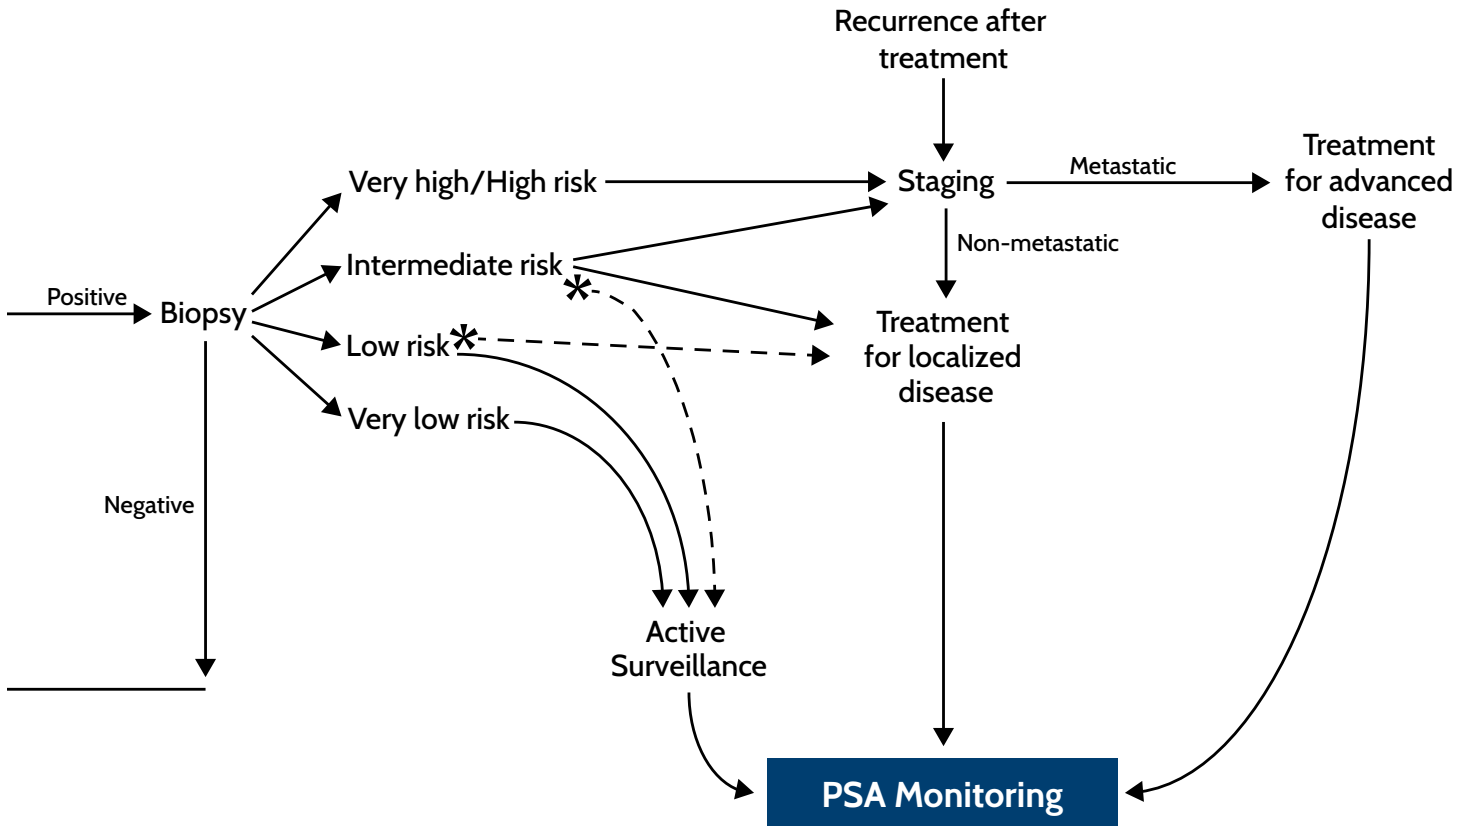 Recurrence after
treatment
Very high/High risk
Staging
Metastatic
Treatment
for advanced
disease
Intermediate risk
*
Non-metastatic
Positive
Biopsy
Low risk
*
Treatment
for localized
disease
Very low risk
Negative
Active
Surveillance
PSA Monitoring